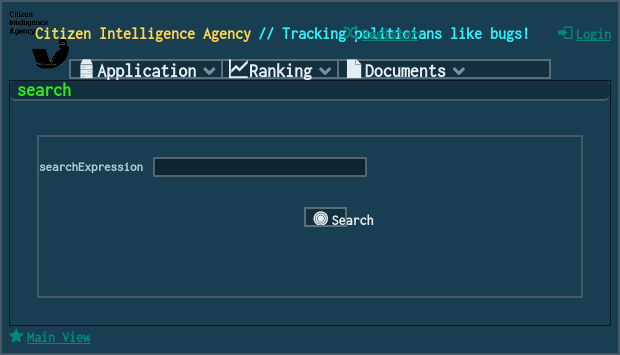 Citizen
Intelligence
Agency
Citizen Intelligence Agency // Tracking politicians like bugs!
Login
Application
Ranking
Documents
search
searchExpression
Search
Main View